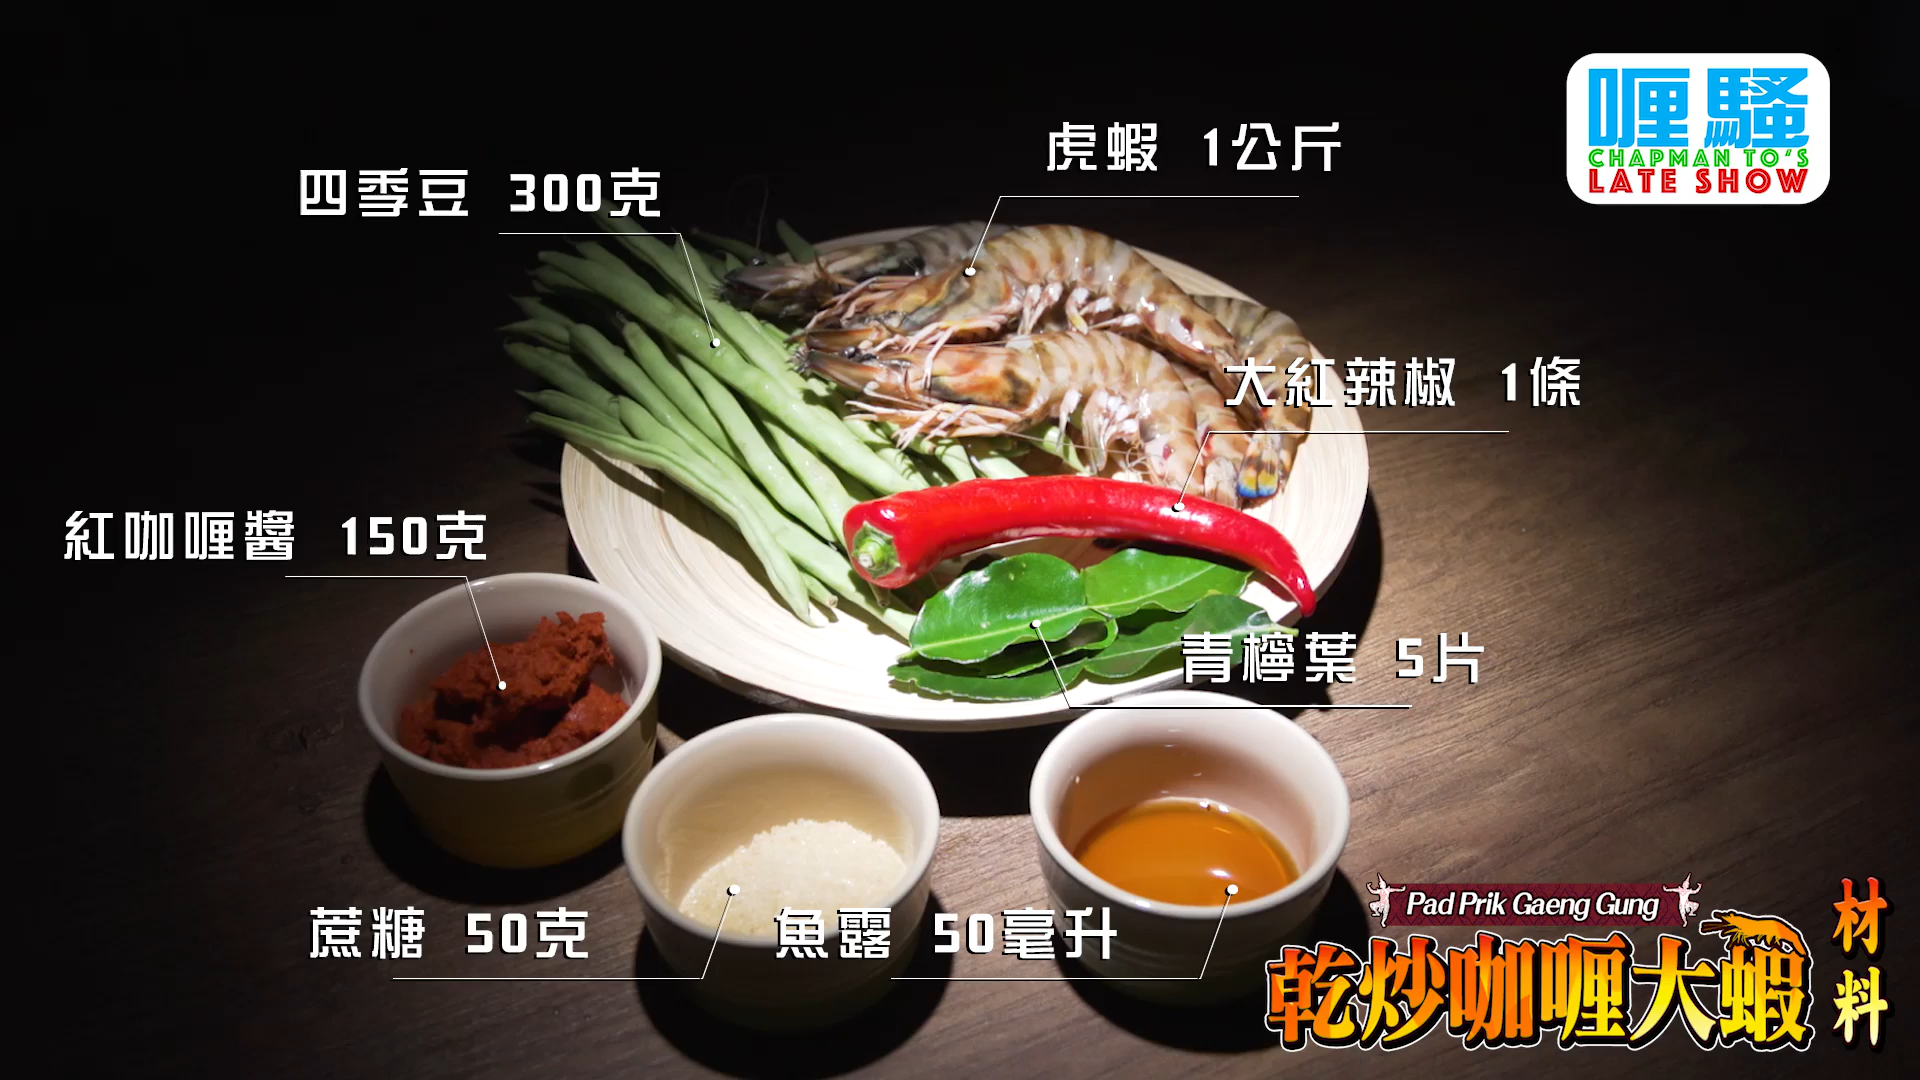 喱騷
CHAPMAN TO'S
LATE SHOW
虎蝦 1公斤
四季豆 300克
大紅辣椒 1條
紅咖喱醬 150克
青檸葉 5片
蔗糖 50克
魚露 50毫升
Pad Prik Gaeng Gung
乾炒咖喱大蝦
材料